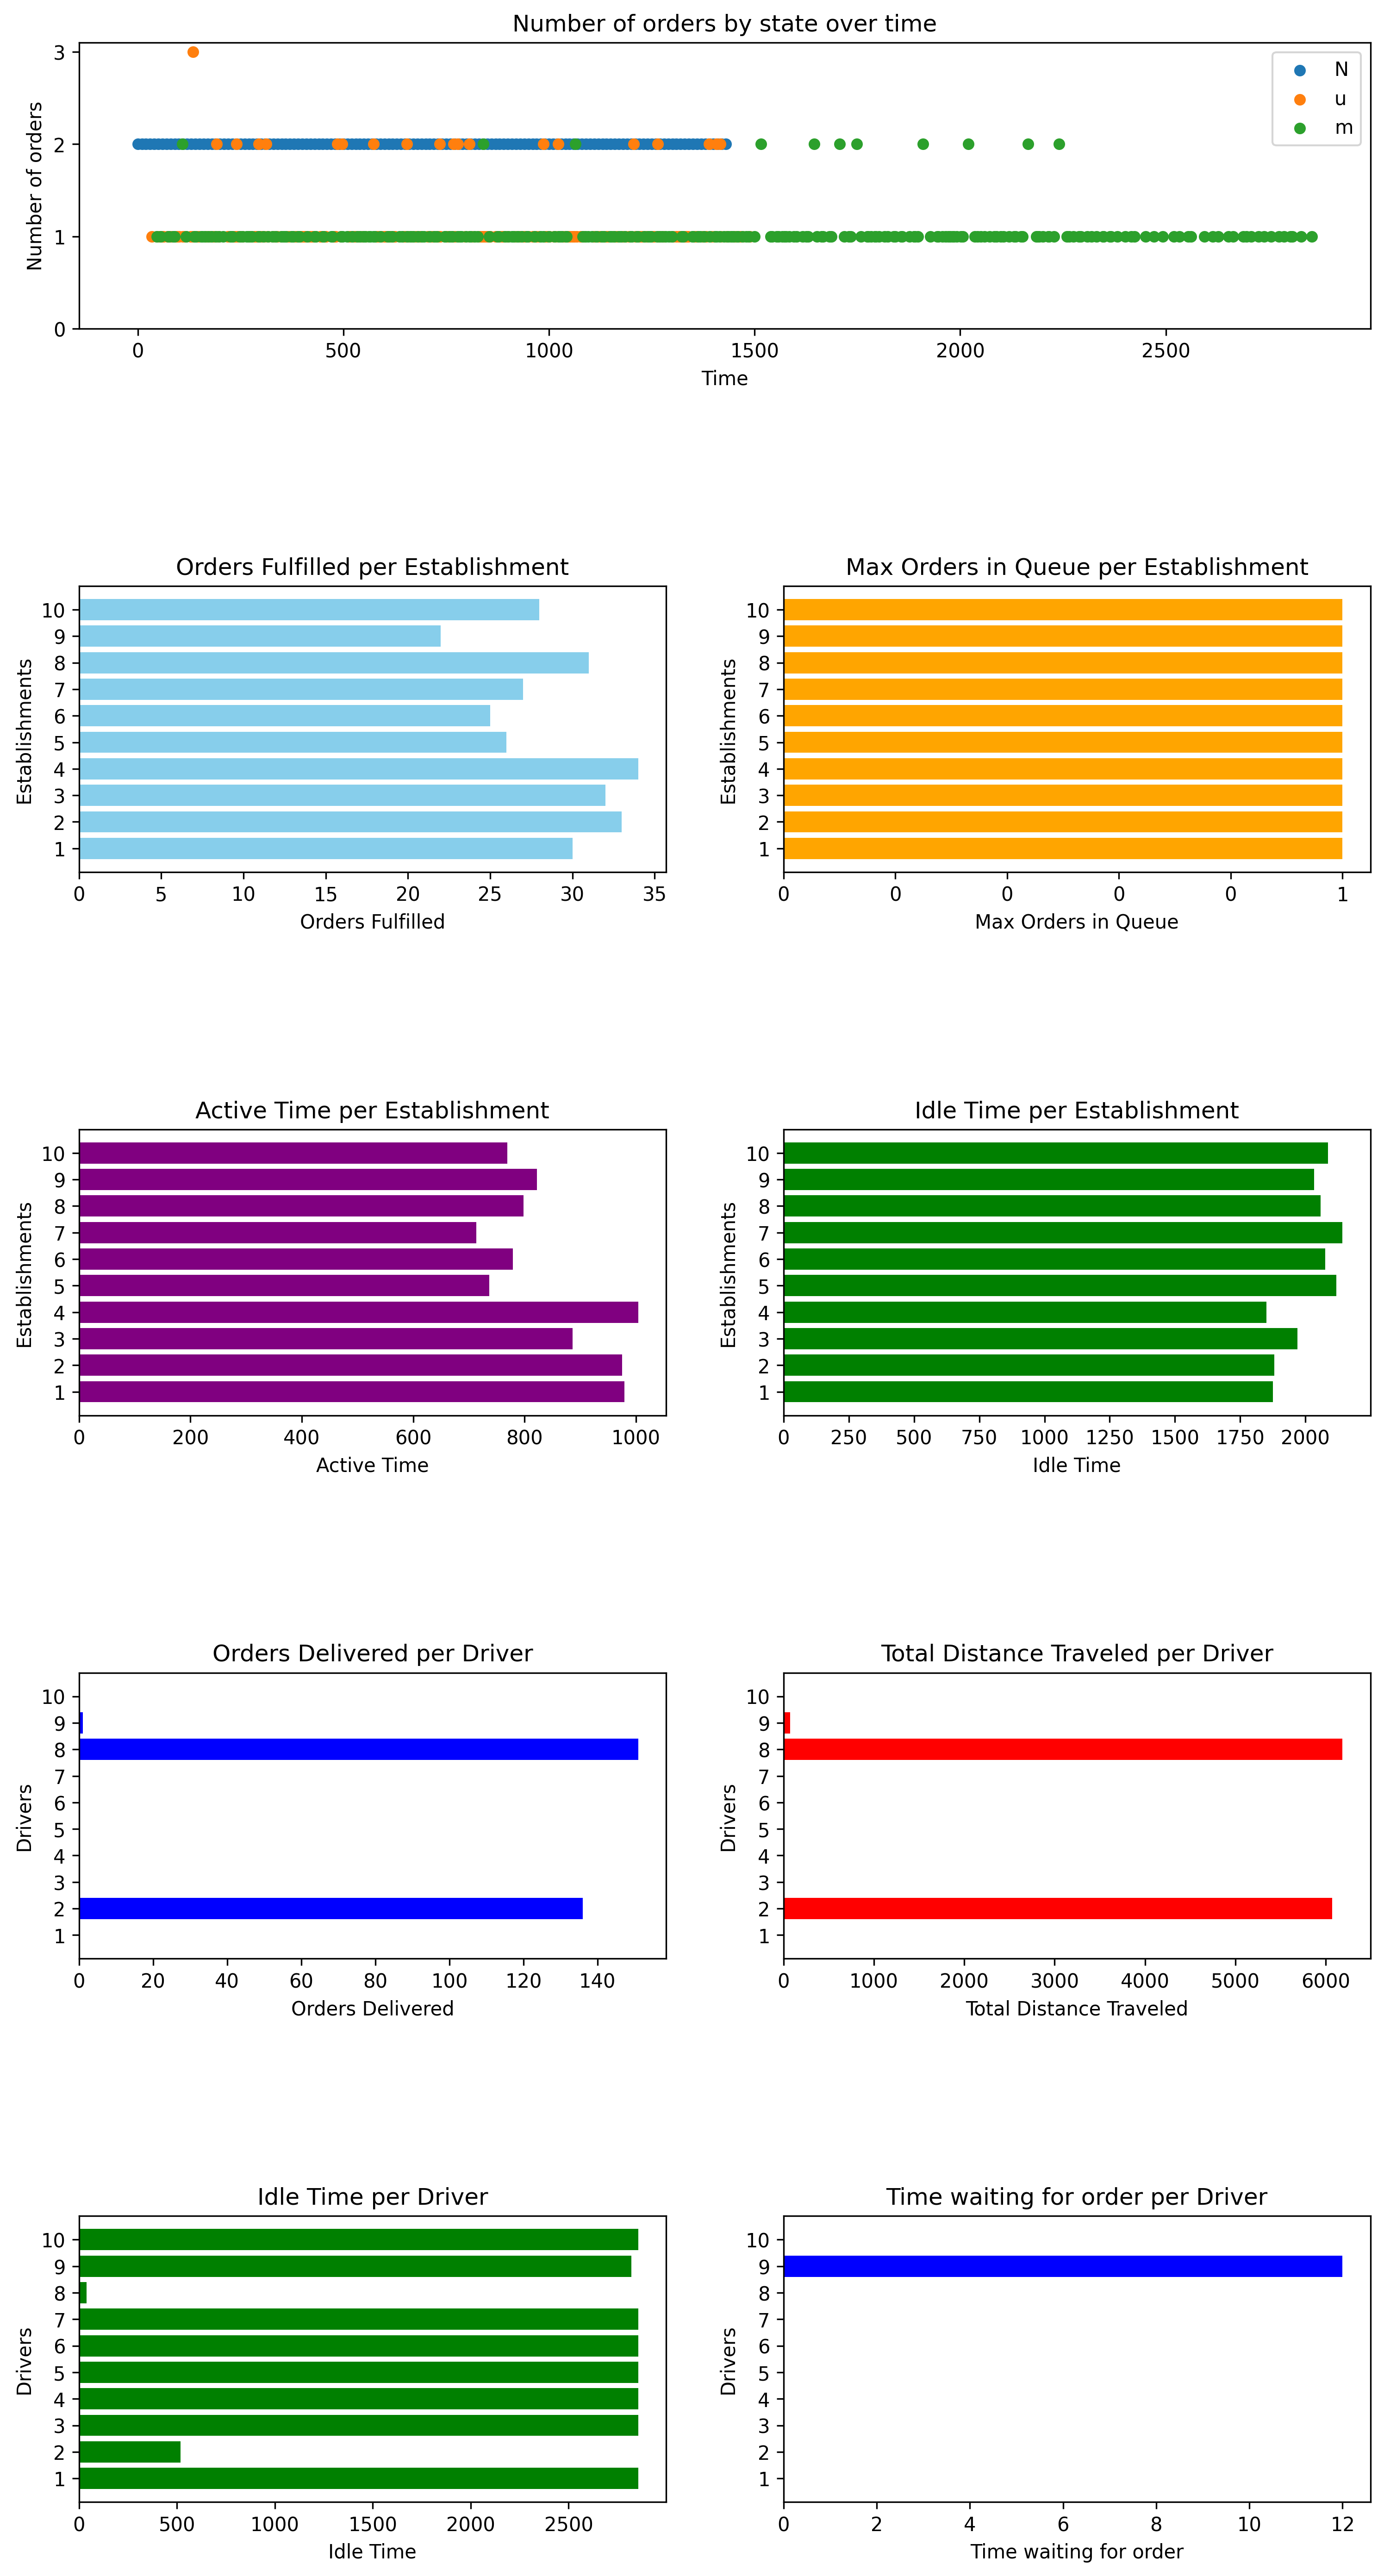 Number of orders by state over time
3
2
1
0
Number of orders
N
u
m
0 500 1000 1500 2000 2500
Time
Orders Fulfilled per Establishment
10
9
8
7
6
5
4
3
2
1
Establishments
0 5 10 15 20 25 30 35
Orders Fulfilled
Max Orders in Queue per Establishment
10
9
8
7
6
5
4
3
2
1
Establishments
0 0 0 0 0 1
Max Orders in Queue
Active Time per Establishment
10
9
8
7
6
5
4
3
2
1
Establishments
0 200 400 600 800 1000
Active Time
Idle Time per Establishment
10
9
8
7
6
5
4
3
2
1
Establishments
0 250 500 750 1000 1250 1500 1750 2000
Idle Time
Orders Delivered per Driver
10
9
8
7
6
5
4
3
2
1
Drivers
0 20 40 60 80 100 120 140
Orders Delivered
Total Distance Traveled per Driver
10
9
8
7
6
5
4
3
2
1
Drivers
0 1000 2000 3000 4000 5000 6000
Total Distance Traveled
Idle Time per Driver
10
9
8
7
6
5
4
3
2
1
Drivers
0 500 1000 1500 2000 2500
Idle Time
Time waiting for order per Driver
10
9
8
7
6
5
4
3
2
1
Drivers
0 2 4 6 8 10 12
Time waiting for order